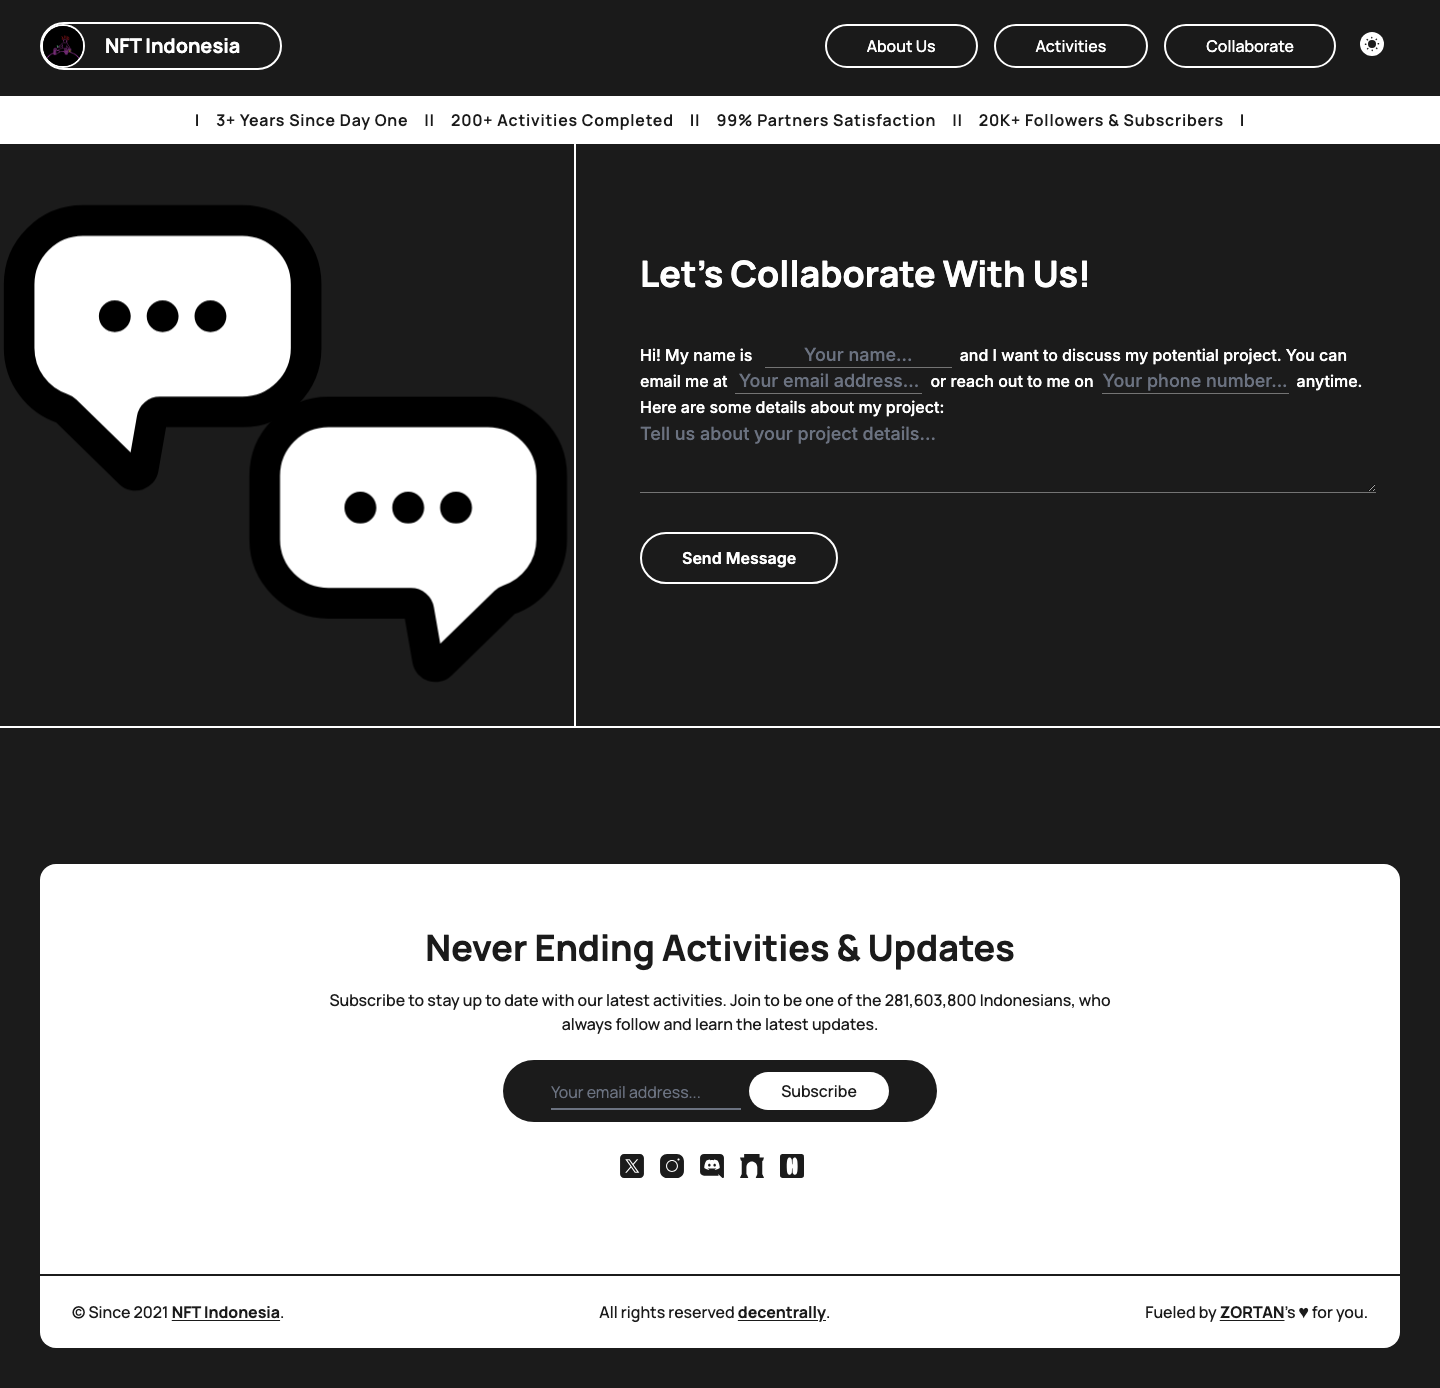 NFT Indonesia
About Us
Activities
Collaborate
| 3+ Years Since Day One || 200+ Activities Completed || 99% Partners Satisfaction || 20K+ Followers & Subscribers |
Let's Collaborate With Us!
Hi! My name is Your name... and I want to discuss my potential project. You can
email me at Your email address... or reach out to me on Your phone number... anytime.
Here are some details about my project:
Tell us about your project details...
Send Message
Never Ending Activities & Updates
Subscribe to stay up to date with our latest activities. Join to be one of the 281,603,800 Indonesians, who
always follow and learn the latest updates.
Your email address...
Subscribe
© Since 2021 NFT Indonesia.
All rights reserved decentrally.
Fueled by ZORTAN's ♥ for you.